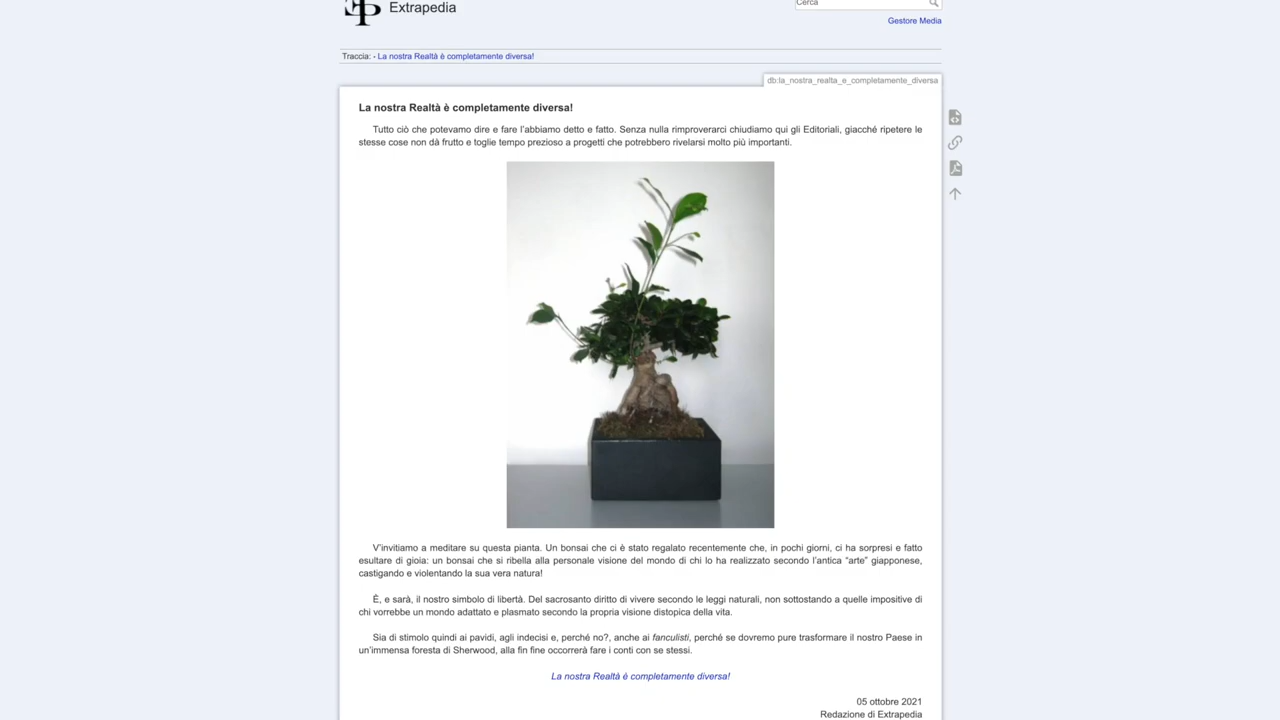 Extrapedia
Cerca
Gestore Media
Traccia: • La nostra Realtà è completamente diversa!
db:la_nostra_realta_e_completamente_diversa
La nostra Realtà è completamente diversa!
Tutto ciò che potevamo dire e fare l'abbiamo detto e fatto. Senza nulla rimproverarci chiudiamo qui gli Editoriali, giacché ripetere le
stesse cose non dà frutto e toglie tempo prezioso a progetti che potrebbero rivelarsi molto più importanti.
V'invitiamo a meditare su questa pianta. Un bonsai che ci è stato regalato recentemente che, in pochi giorni, ci ha sorpresi e fatto
esultare di gioia: un bonsai che si ribella alla personale visione del mondo di chi lo ha realizzato secondo l'antica “arte” giapponese,
castigando e violentando la sua vera natura!
È, e sarà, il nostro simbolo di libertà. Del sacrosanto diritto di vivere secondo le leggi naturali, non sottostando a quelle impositive di
chi vorrebbe un mondo adattato e plasmato secondo la propria visione distopica della vita.
Sia di stimolo quindi ai pavidi, agli indecisi e, perché no?, anche ai fanculisti, perché se dovremo pure trasformare il nostro Paese in
un'immensa foresta di Sherwood, alla fin fine occorrerà fare i conti con se stessi.
La nostra Realtà è completamente diversa!
05 ottobre 2021
Redazione di Extrapedia